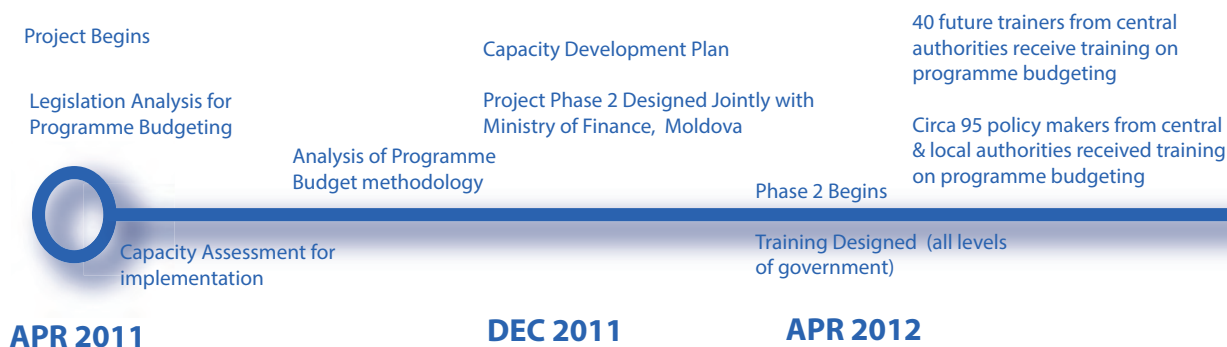 Project Begins
Legislation Analysis for
Programme Budgeting
Capacity Assessment for
implementation
APR 2011
Analysis of Programme
Budget methodology
Capacity Development Plan
Project Phase 2 Designed Jointly with
Ministry of Finance, Moldova
DEC 2011
Phase 2 Begins
Training Designed (all levels
of government)
APR 2012
40 future trainers from central
authorities receive training on
programme budgeting
Circa 95 policy makers from central
& local authorities received training
on programme budgeting